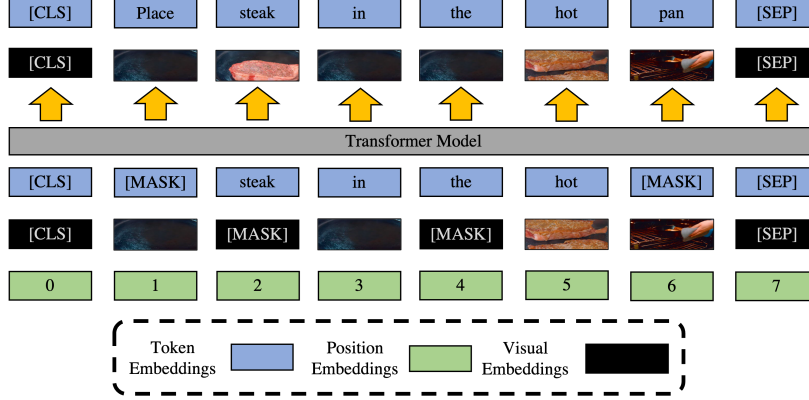 [CLS] Place steak in the hot pan [SEP]
[CLS] [SEP]
Transformer Model
[CLS] [MASK] steak in the hot [MASK] [SEP]
[CLS] [MASK] [MASK] [SEP]
0 1 2 3 4 5 6 7
Token Embeddings
Position Embeddings
Visual Embeddings